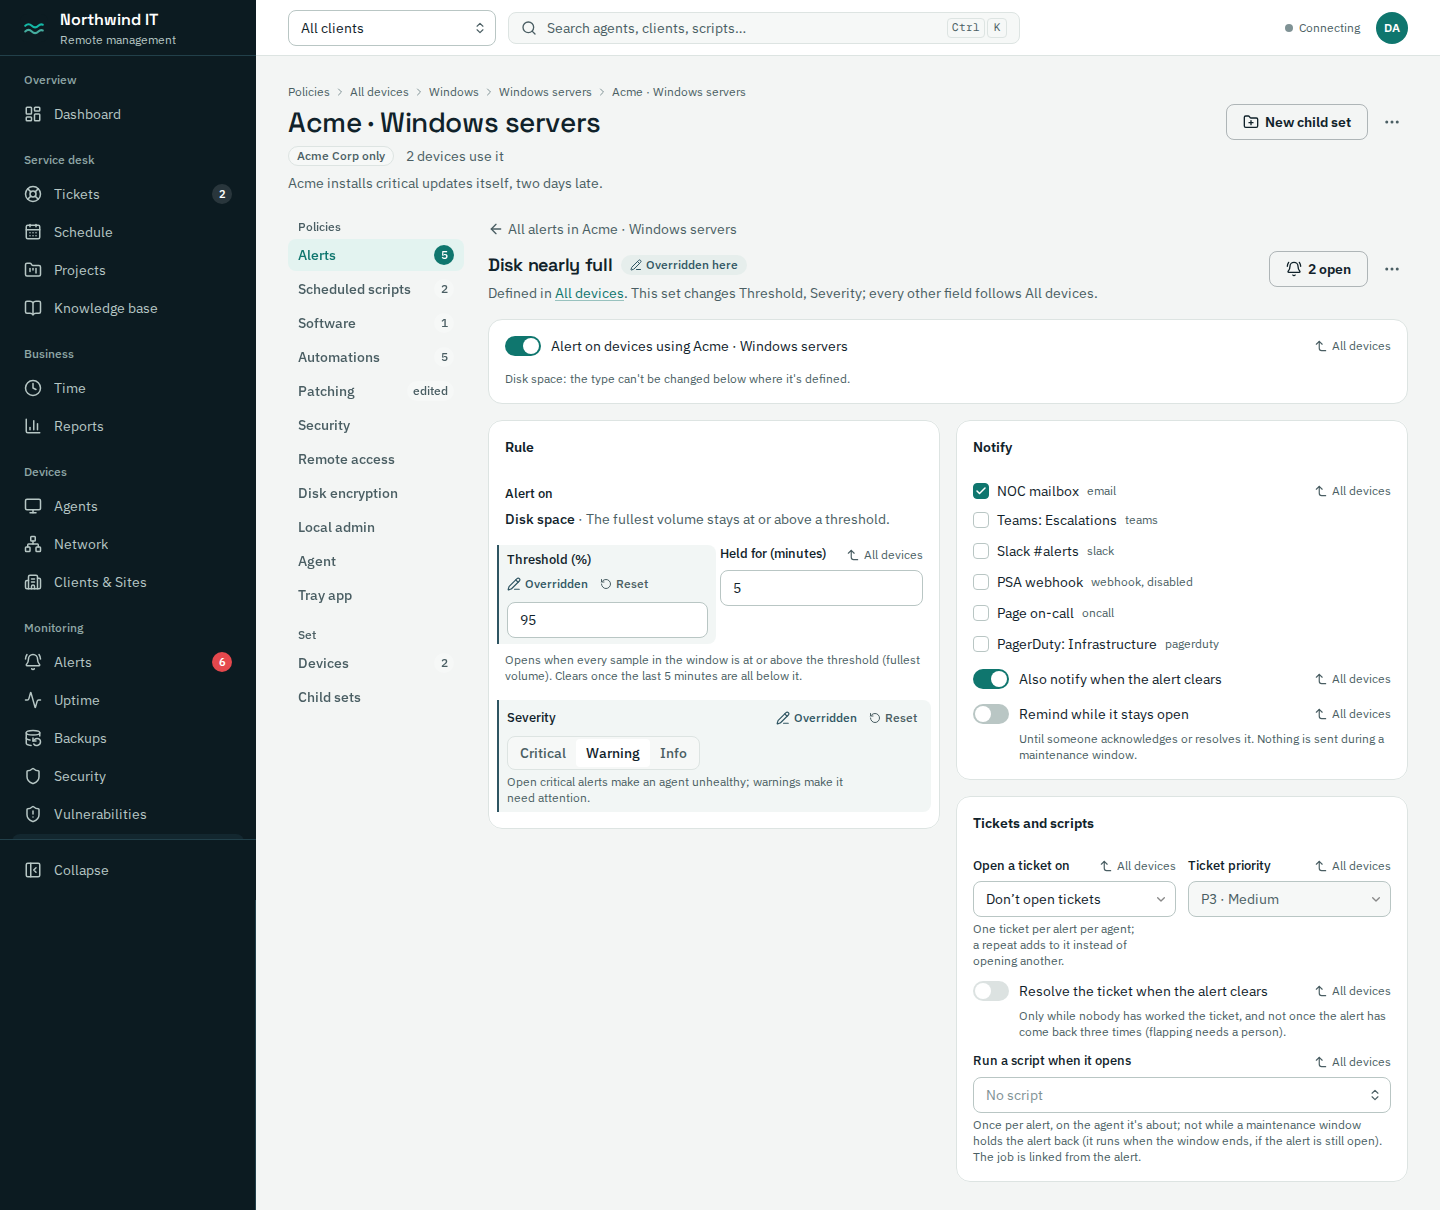 Northwind IT
Remote management
Overview
Dashboard
Service desk
Tickets 2
Schedule
Projects
Knowledge base
Business
Time
Reports
Devices
Agents
Network
Clients & Sites
Monitoring
Alerts 6
Uptime
Backups
Security
Vulnerabilities
Collapse
All clients
Search agents, clients, scripts... Ctrl K
Connecting
DA
Policies > All devices > Windows > Windows servers > Acme · Windows servers
Acme · Windows servers
New child set
Acme Corp only 2 devices use it
Acme installs critical updates itself, two days late.
Policies
Alerts 5
Scheduled scripts 2
Software 1
Automations 5
Patching edited
Security
Remote access
Disk encryption
Local admin
Agent
Tray app
Set
Devices 2
Child sets
All alerts in Acme · Windows servers
Disk nearly full Overridden here
2 open
Defined in All devices. This set changes Threshold, Severity; every other field follows All devices.
Alert on devices using Acme · Windows servers All devices
Disk space: the type can't be changed below where it's defined.
Rule
Alert on
Disk space · The fullest volume stays at or above a threshold.
Threshold (%)
Overridden Reset
95
Held for (minutes) All devices
5
Opens when every sample in the window is at or above the threshold (fullest
volume). Clears once the last 5 minutes are all below it.
Severity Overridden Reset
Critical Warning Info
Open critical alerts make an agent unhealthy; warnings make it
need attention.
Notify
NOC mailbox email All devices
Teams: Escalations teams
Slack #alerts slack
PSA webhook webhook, disabled
Page on-call oncall
PagerDuty: Infrastructure pagerduty
Also notify when the alert clears All devices
Remind while it stays open All devices
Until someone acknowledges or resolves it. Nothing is sent during a
maintenance window.
Tickets and scripts
Open a ticket on All devices
Don't open tickets
One ticket per alert per agent;
a repeat adds to it instead of
opening another.
Ticket priority All devices
P3 · Medium
Resolve the ticket when the alert clears All devices
Only while nobody has worked the ticket, and not once the alert has
come back three times (flapping needs a person).
Run a script when it opens All devices
No script
Once per alert, on the agent it's about; not while a maintenance window
holds the alert back (it runs when the window ends, if the alert is still open).
The job is linked from the alert.